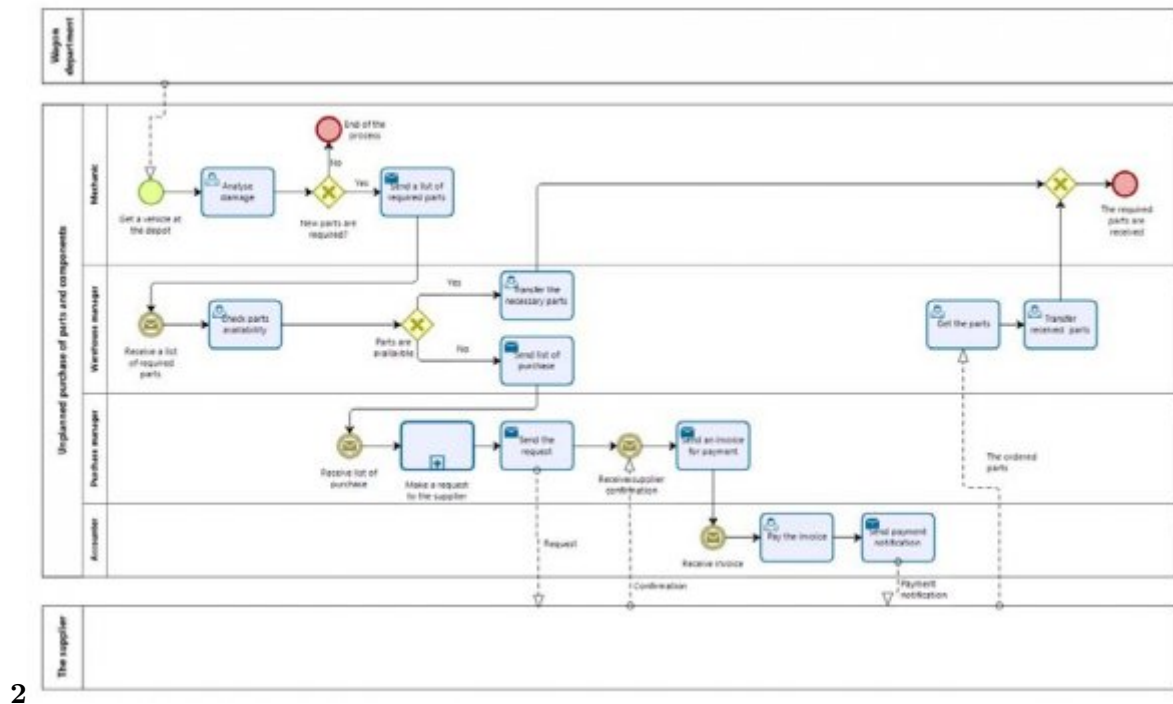 Wagon
department
Unplanned purchase of parts and components
Mechanic
End of the
process
No
Analyse
damage
Yes
Send a list of
required parts
Get a vehicle at
the depot
New parts are
required?
The required
parts are
received
Warehouse manager
Yes
Transfer the
necessary parts
Check parts
availability
Get the parts
Transfer
received parts
Receive a list
of required
parts
Parts are
available
No
Send list of
purchase
Purchase manager
Send the
request
Send an invoice
for payment
Receive list of
purchase
Make a request
to the supplier
Receive supplier
confirmation
The ordered
parts
Accounter
Pay the invoice
Send payment
notification
Request
Receive invoice
Confirmation
Payment
notification
The supplier
2